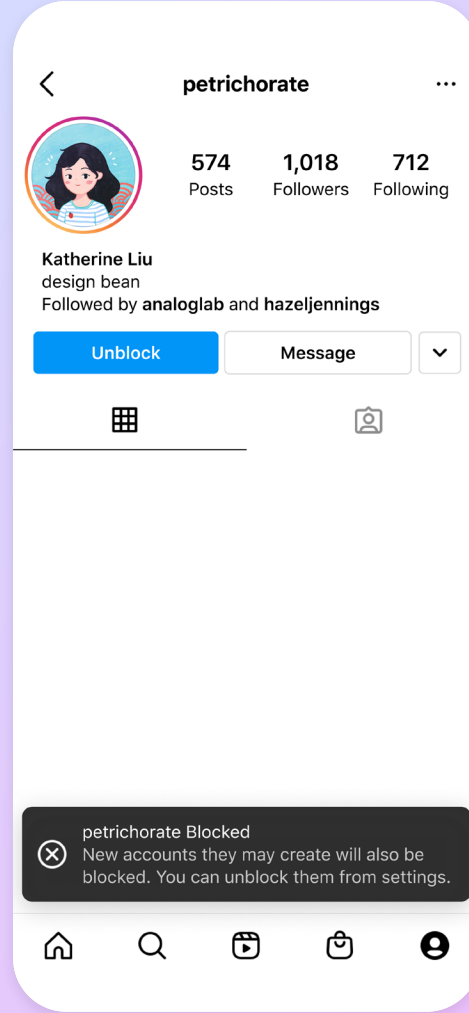 petrichorate
574 1,018 712
Posts Followers Following
Katherine Liu
design bean
Followed by analoglab and hazeljennings
Unblock Message
petrichorate Blocked
New accounts they may create will also be
blocked. You can unblock them from settings.